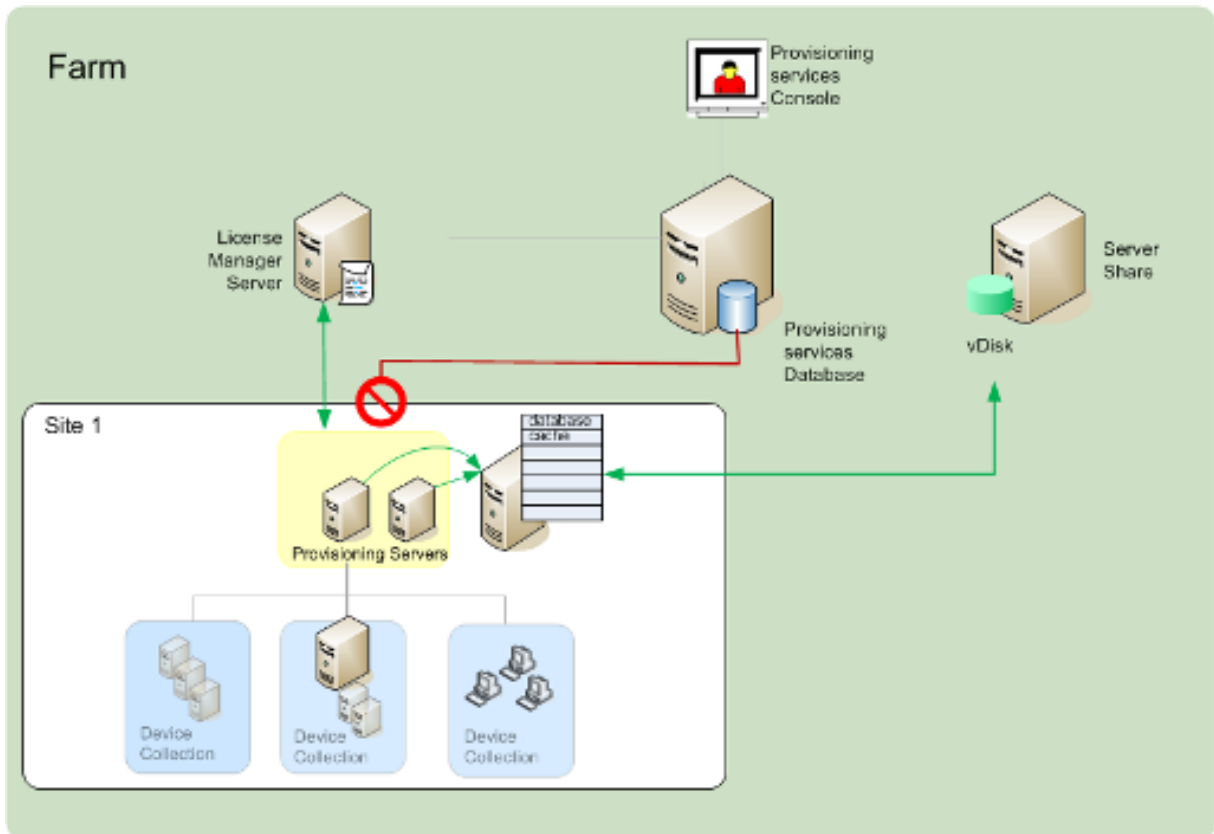 Farm
Provisioning
services
Console
License
Manager
Server
Server
Share
vDisk
Provisioning
services
Database
Site 1
database
cache
Provisioning Servers
Device
Collection
Device
Collection
Device
Collection